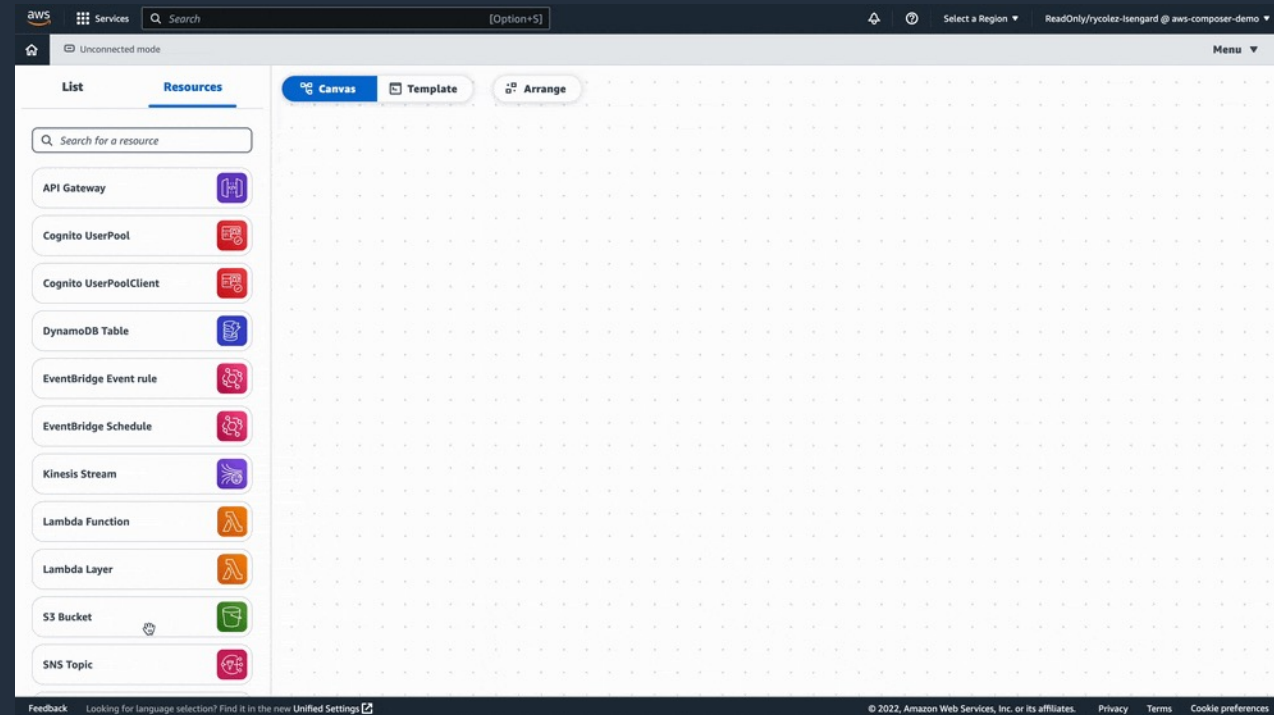 aws
Services
Search
[Option+S]
Select a Region ▼
ReadOnly/rycolez-Isengard @ aws-composer-demo ▼
Unconnected mode
Menu ▼
List
Resources
Canvas
Template
Arrange
Search for a resource
API Gateway
Cognito UserPool
Cognito UserPoolClient
DynamoDB Table
EventBridge Event rule
EventBridge Schedule
Kinesis Stream
Lambda Function
Lambda Layer
S3 Bucket
SNS Topic
Feedback
Looking for language selection? Find it in the new Unified Settings
© 2022, Amazon Web Services, Inc. or its affiliates.
Privacy
Terms
Cookie preferences